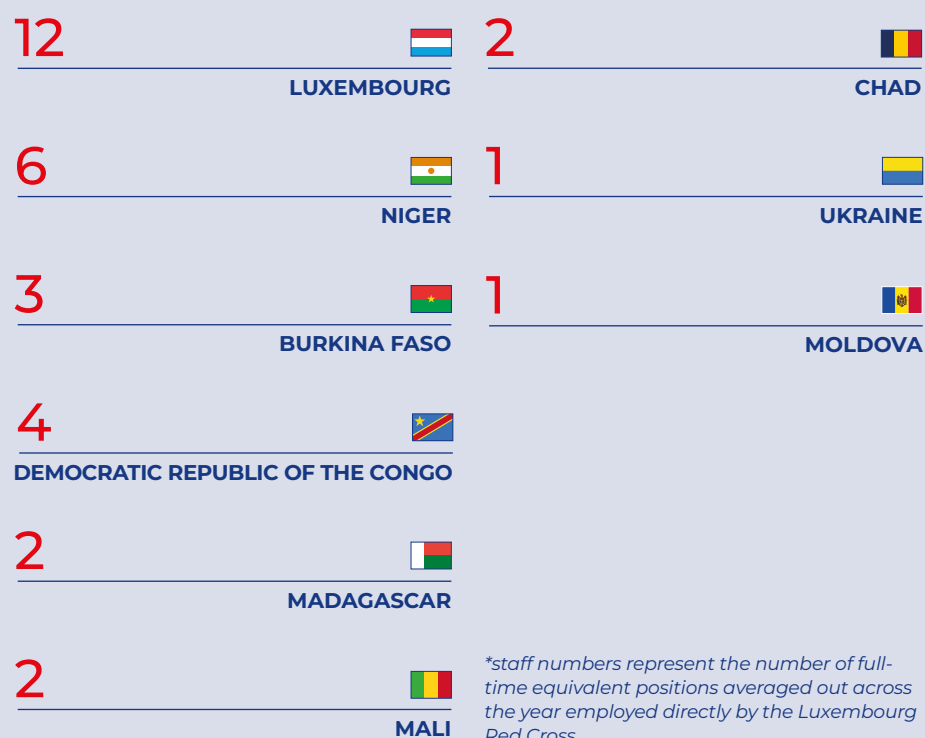 12
LUXEMBOURG
6
NIGER
3
BURKINA FASO
4
DEMOCRATIC REPUBLIC OF THE CONGO
2
MADAGASCAR
2
MALI
2
CHAD
1
UKRAINE
1
MOLDOVA
*staff numbers represent the number of full-
time equivalent positions averaged out across
the year employed directly by the Luxembourg
Red Cross